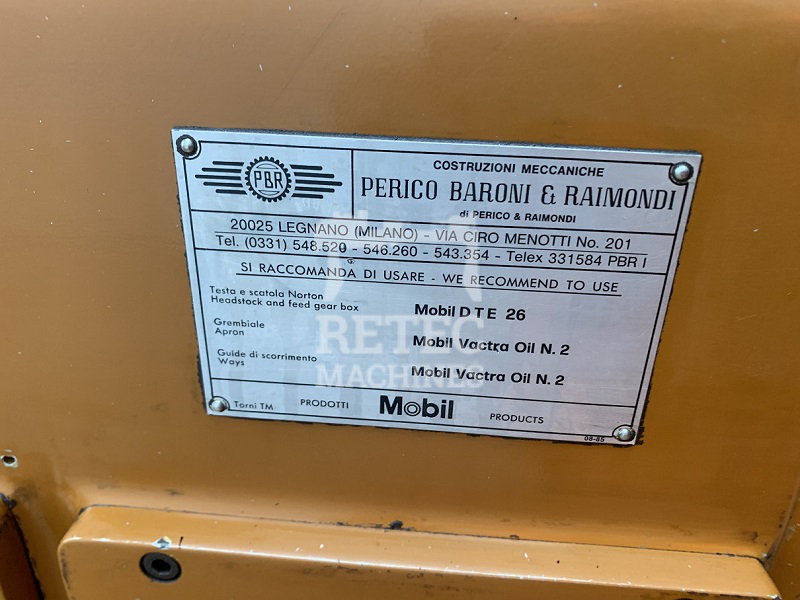 PBR
COSTRUZIONI MECCANICHE
PERICO BARONI & RAIMONDI
di PERICO & RAIMONDI
20025 LEGNANO (MILANO) - VIA CIRO MENOTTI No. 201
Tel. (0331) 548.520 - 546.260 - 543.354 - Telex 331584 PBR I
SI RACCOMANDA DI USARE - WE RECOMMEND TO USE
Testa e scatola Norton
Headstock and feed gear box
Mobil DTE 26
Grembiale
Apron
Mobil Vactra Oil N. 2
Guide di scorrimento
Ways
Mobil Vactra Oil N. 2
Torni TM
PRODOTTI Mobil PRODUCTS
08-85
RETEC
MACHINES